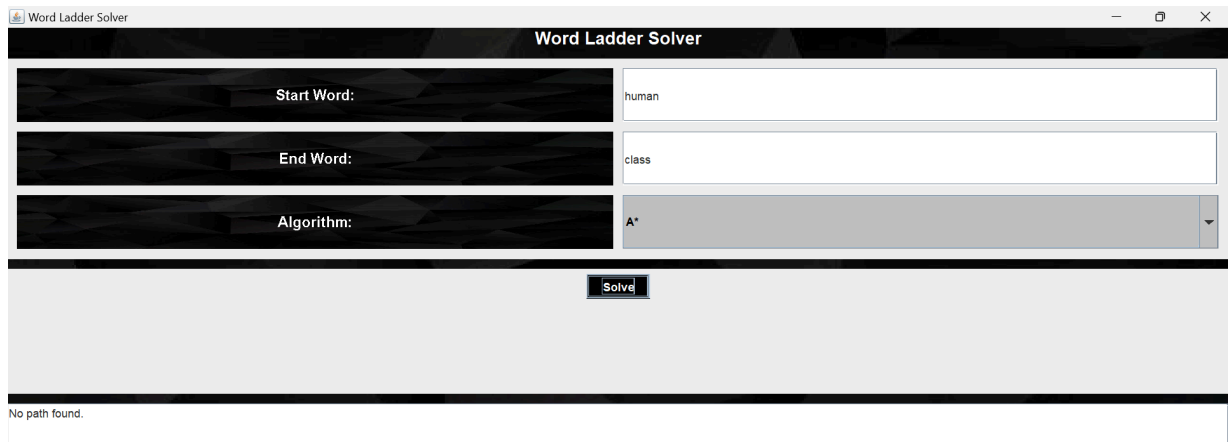 Word Ladder Solver
Word Ladder Solver
Start Word:
human
End Word:
class
Algorithm:
A*
Solve
No path found.